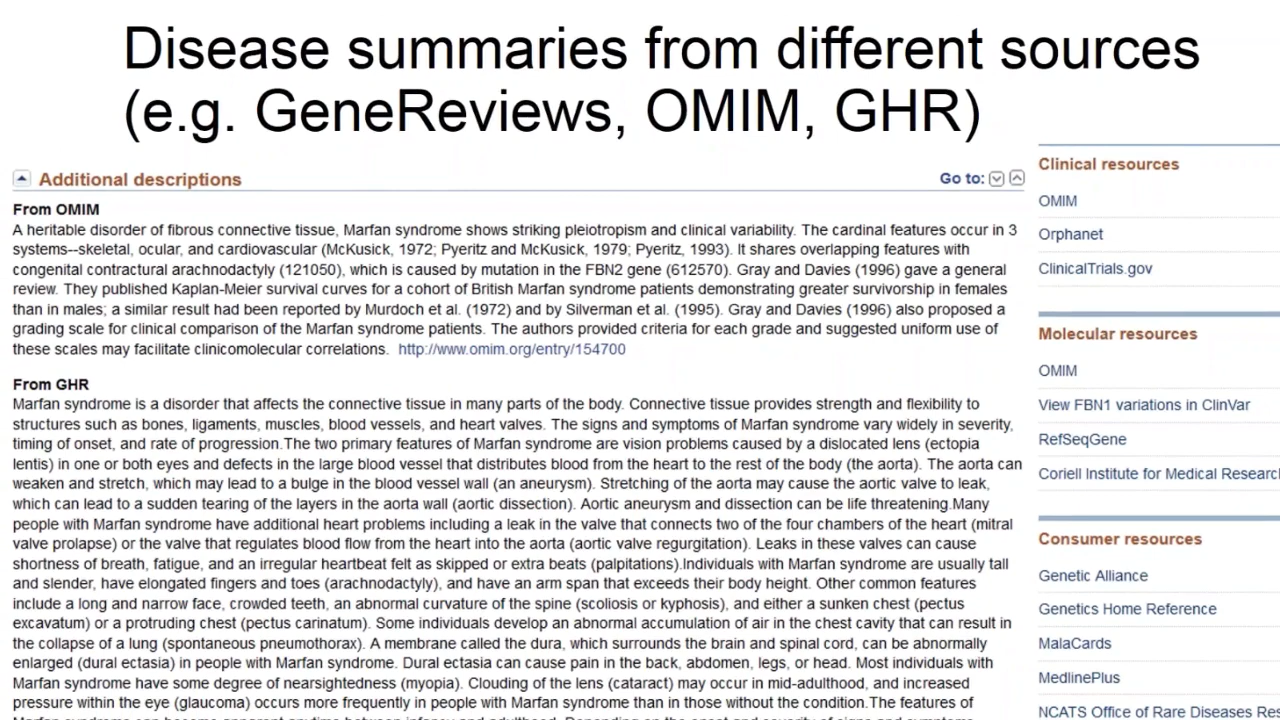 Disease summaries from different sources
(e.g. GeneReviews, OMIM, GHR)
Additional descriptions
Go to:
From OMIM
A heritable disorder of fibrous connective tissue, Marfan syndrome shows striking pleiotropism and clinical variability. The cardinal features occur in 3
systems--skeletal, ocular, and cardiovascular (McKusick, 1972; Pyeritz and McKusick, 1979; Pyeritz, 1993). It shares overlapping features with
congenital contractural arachnodactyly (121050), which is caused by mutation in the FBN2 gene (612570). Gray and Davies (1996) gave a general
review. They published Kaplan-Meier survival curves for a cohort of British Marfan syndrome patients demonstrating greater survivorship in females
than in males; a similar result had been reported by Murdoch et al. (1972) and by Silverman et al. (1995). Gray and Davies (1996) also proposed a
grading scale for clinical comparison of the Marfan syndrome patients. The authors provided criteria for each grade and suggested uniform use of
these scales may facilitate clinicomolecular correlations. http://www.omim.org/entry/154700
From GHR
Marfan syndrome is a disorder that affects the connective tissue in many parts of the body. Connective tissue provides strength and flexibility to
structures such as bones, ligaments, muscles, blood vessels, and heart valves. The signs and symptoms of Marfan syndrome vary widely in severity,
timing of onset, and rate of progression.The two primary features of Marfan syndrome are vision problems caused by a dislocated lens (ectopia
lentis) in one or both eyes and defects in the large blood vessel that distributes blood from the heart to the rest of the body (the aorta). The aorta can
weaken and stretch, which may lead to a bulge in the blood vessel wall (an aneurysm). Stretching of the aorta may cause the aortic valve to leak,
which can lead to a sudden tearing of the layers in the aorta wall (aortic dissection). Aortic aneurysm and dissection can be life threatening.Many
people with Marfan syndrome have additional heart problems including a leak in the valve that connects two of the four chambers of the heart (mitral
valve prolapse) or the valve that regulates blood flow from the heart into the aorta (aortic valve regurgitation). Leaks in these valves can cause
shortness of breath, fatigue, and an irregular heartbeat felt as skipped or extra beats (palpitations).Individuals with Marfan syndrome are usually tall
and slender, have elongated fingers and toes (arachnodactyly), and have an arm span that exceeds their body height. Other common features
include a long and narrow face, crowded teeth, an abnormal curvature of the spine (scoliosis or kyphosis), and either a sunken chest (pectus
excavatum) or a protruding chest (pectus carinatum). Some individuals develop an abnormal accumulation of air in the chest cavity that can result in
the collapse of a lung (spontaneous pneumothorax). A membrane called the dura, which surrounds the brain and spinal cord, can be abnormally
enlarged (dural ectasia) in people with Marfan syndrome. Dural ectasia can cause pain in the back, abdomen, legs, or head. Most individuals with
Marfan syndrome have some degree of nearsightedness (myopia). Clouding of the lens (cataract) may occur in mid-adulthood, and increased
pressure within the eye (glaucoma) occurs more frequently in people with Marfan syndrome than in those without the condition.The features of
Clinical resources
OMIM
Orphanet
ClinicalTrials.gov
Molecular resources
OMIM
View FBN1 variations in ClinVar
RefSeqGene
Coriell Institute for Medical Research
Consumer resources
Genetic Alliance
Genetics Home Reference
MalaCards
MedlinePlus
NCATS Office of Rare Diseases